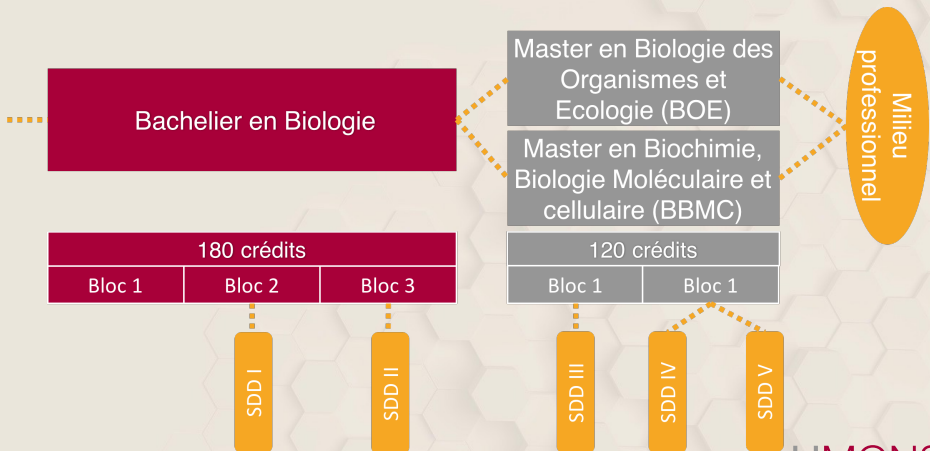 Bachelier en Biologie
Master en Biologie des
Organismes et
Ecologie (BOE)
Master en Biochimie,
Biologie Moléculaire et
cellulaire (BBMC)
Milieu
professionnel
180 crédits
Bloc 1
Bloc 2
Bloc 3
120 crédits
Bloc 1
Bloc 1
SDD I
SDD II
SDD III
SDD IV
SDD V